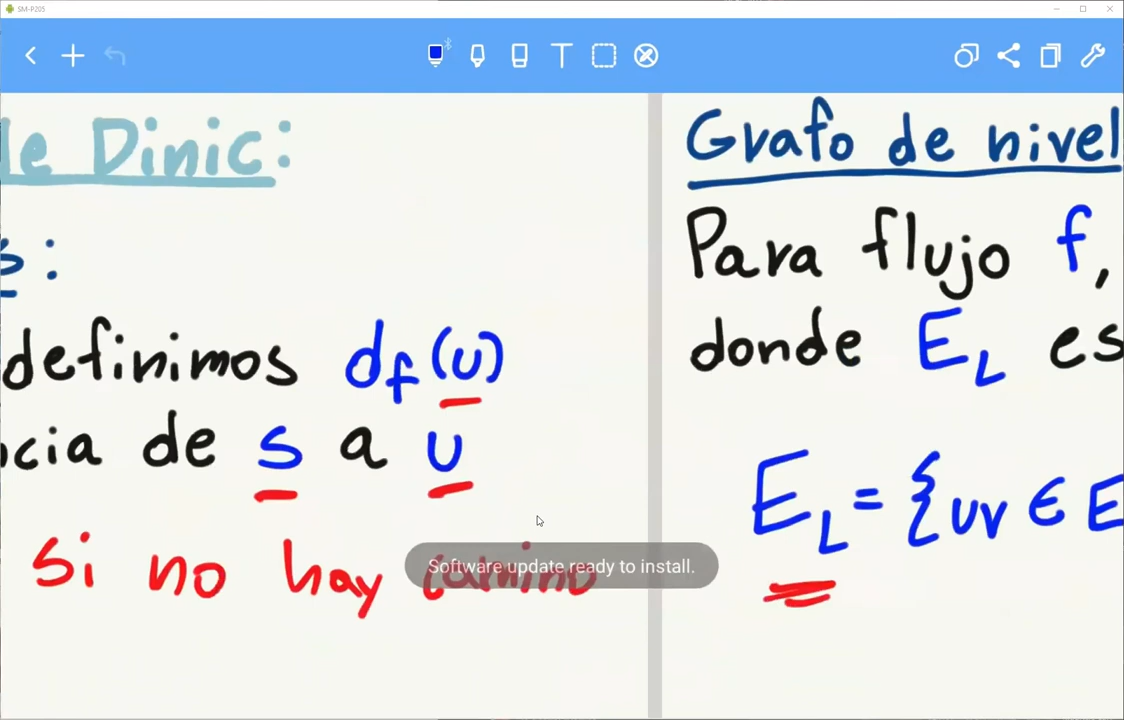 SM-P205
le Dinic:
s:
definimos df(u)
ncia de s a u
si no hay camino
Software update ready to install.
Grafo de nivel
Para flujo f,
donde EL es
EL = {uv ∈ E